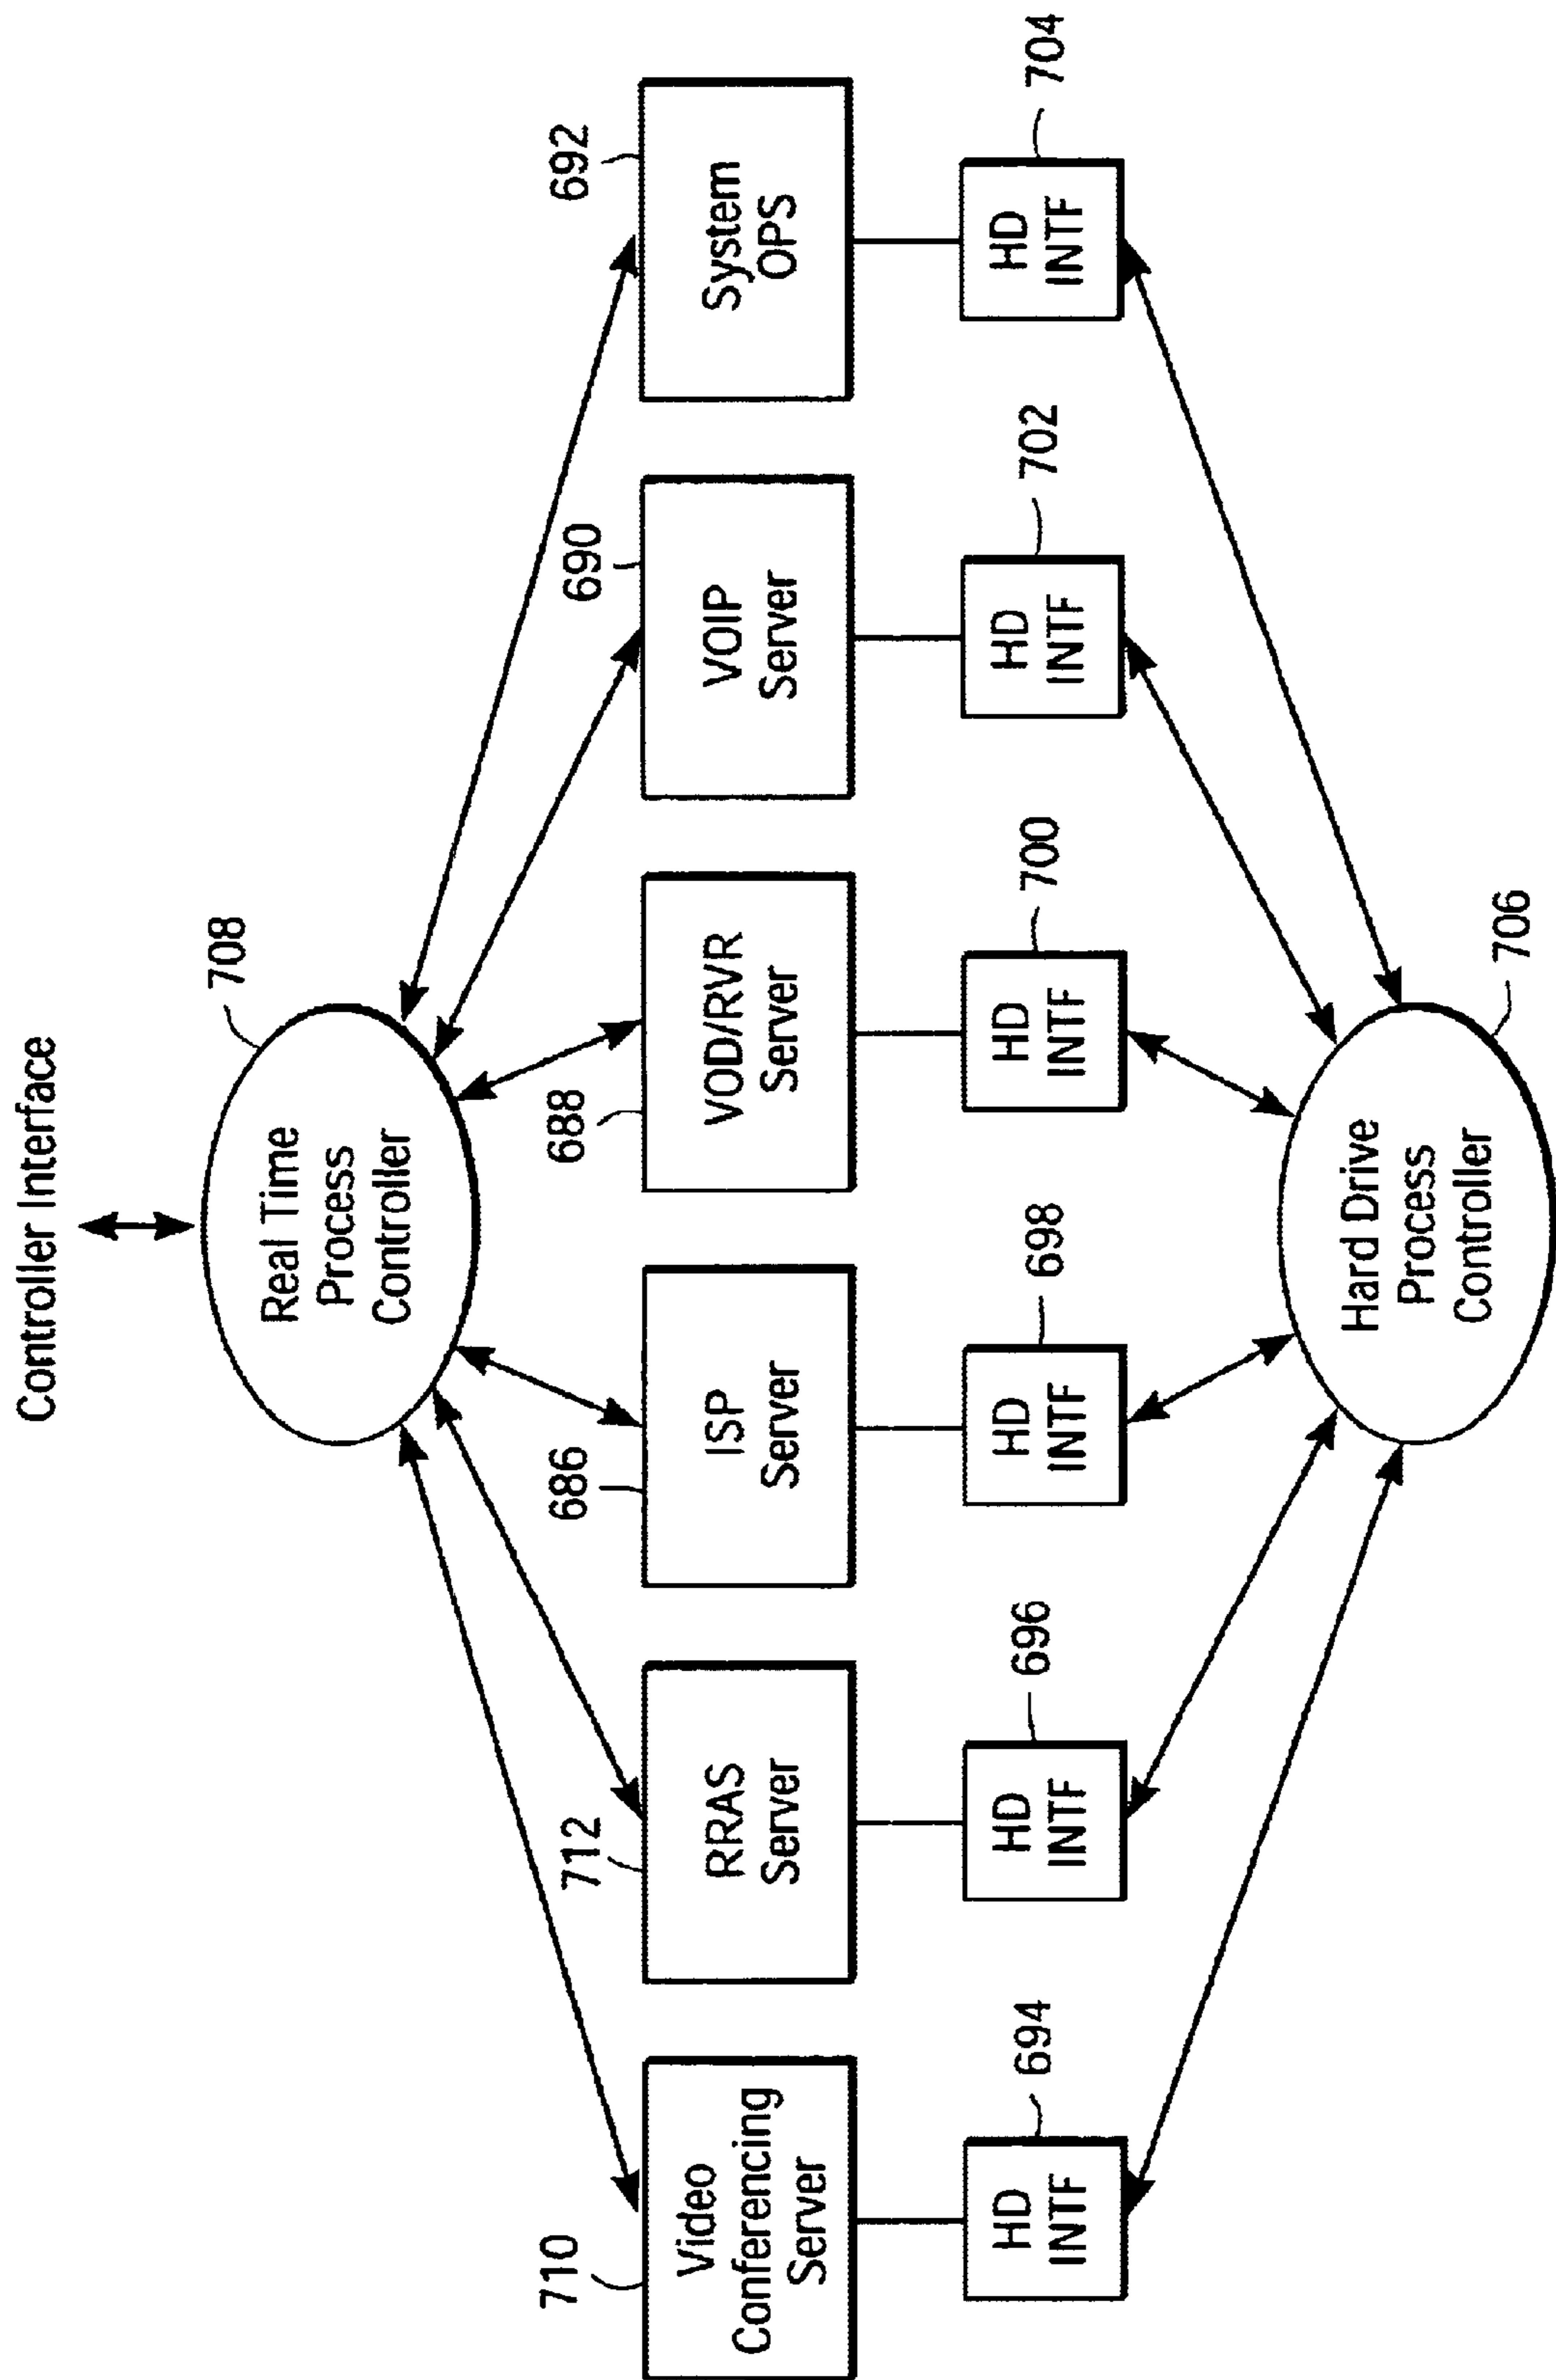 Controller Interface
708
Real Time
Process
Controller
710
Video
Conferencing
Server
712
RRAS
Server
686
ISP
Server
688
VOD/RVR
Server
690
VOIP
Server
692
System
OPS
694
HD
INTF
696
HD
INTF
698
HD
INTF
700
HD
INTF
702
HD
INTF
704
HD
INTF
706
Hard Drive
Process
Controller